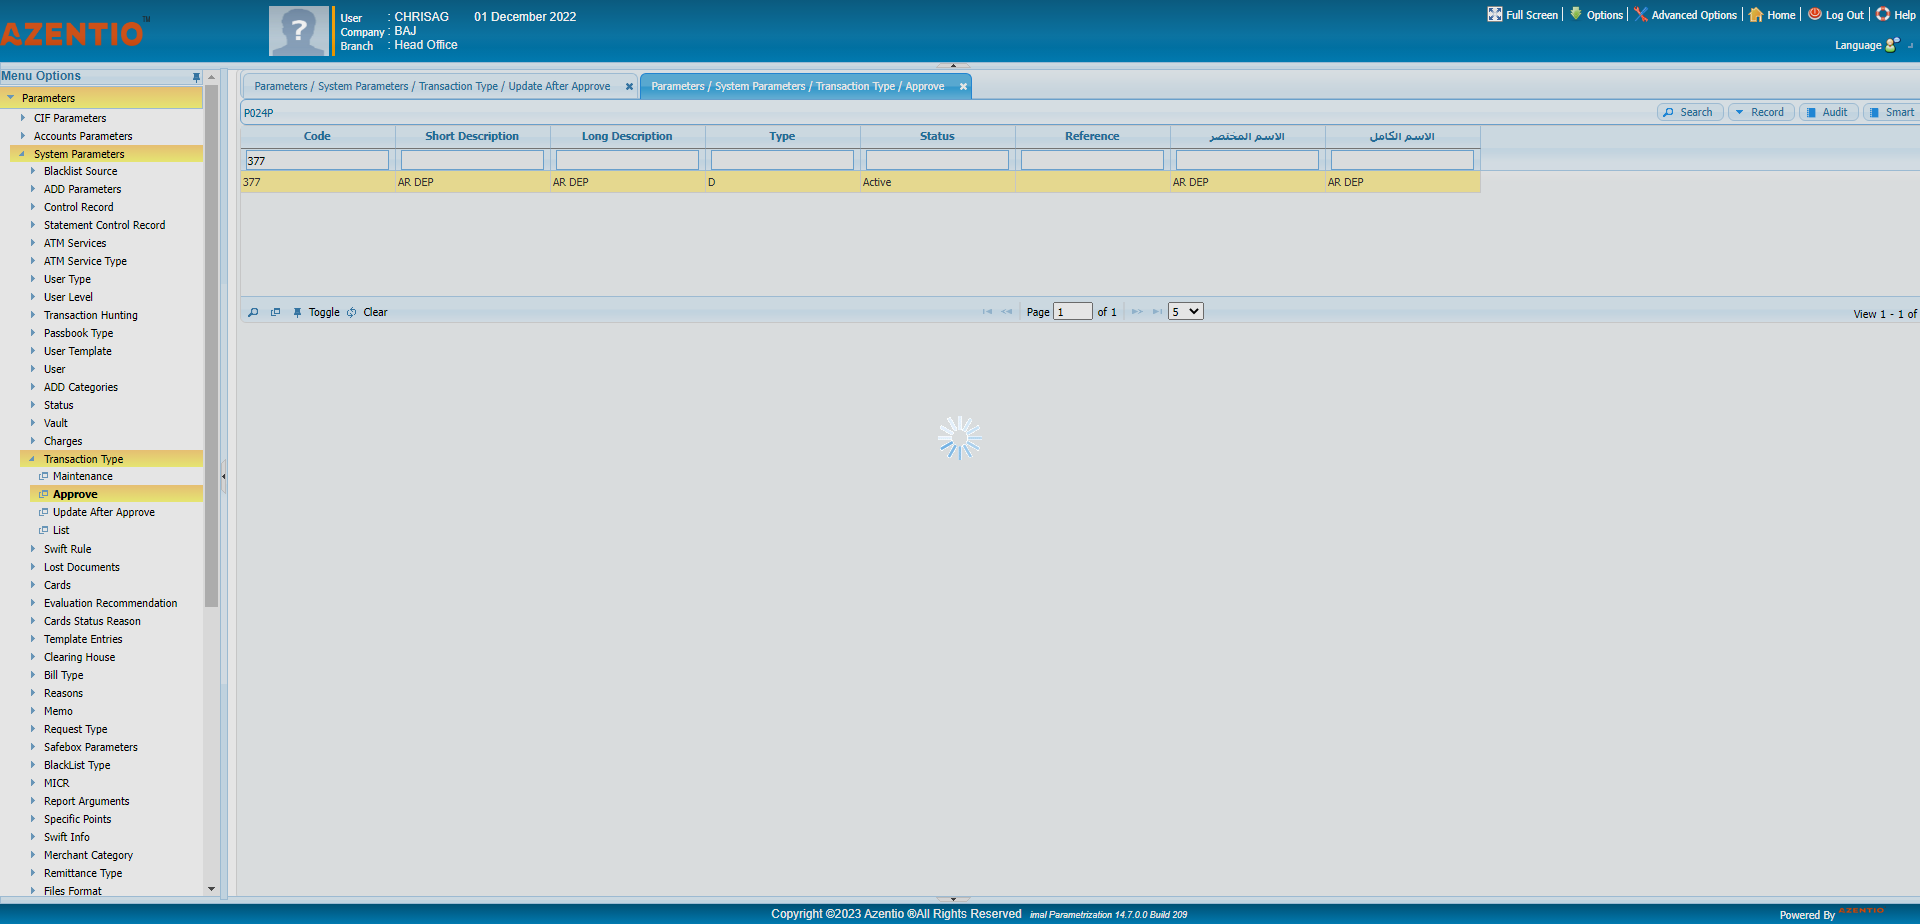 AZENTIO™
User : CHRISAG 01 December 2022
Company : BAJ
Branch : Head Office
Full Screen | Options | Advanced Options | Home | Log Out | Help
Language
Menu Options
Parameters
CIF Parameters
Accounts Parameters
System Parameters
Blacklist Source
ADD Parameters
Control Record
Statement Control Record
ATM Services
ATM Service Type
User Type
User Level
Transaction Hunting
Passbook Type
User Template
User
ADD Categories
Status
Vault
Charges
Transaction Type
Maintenance
Approve
Update After Approve
List
Swift Rule
Lost Documents
Cards
Evaluation Recommendation
Cards Status Reason
Template Entries
Clearing House
Bill Type
Reasons
Memo
Request Type
Safebox Parameters
BlackList Type
MICR
Report Arguments
Specific Points
Swift Info
Merchant Category
Remittance Type
Files Format
Parameters / System Parameters / Transaction Type / Update After Approve
Parameters / System Parameters / Transaction Type / Approve
P024P
Search Record Audit Smart
Code Short Description Long Description Type Status Reference الاسم المختصر الاسم الكامل
377
377 AR DEP AR DEP D Active AR DEP AR DEP
Toggle Clear Page 1 of 1 5 View 1 - 1 of
Copyright ©2023 Azentio ®All Rights Reserved imal Parametrization 14.7.0.0 Build 209
Powered By AZENTIO